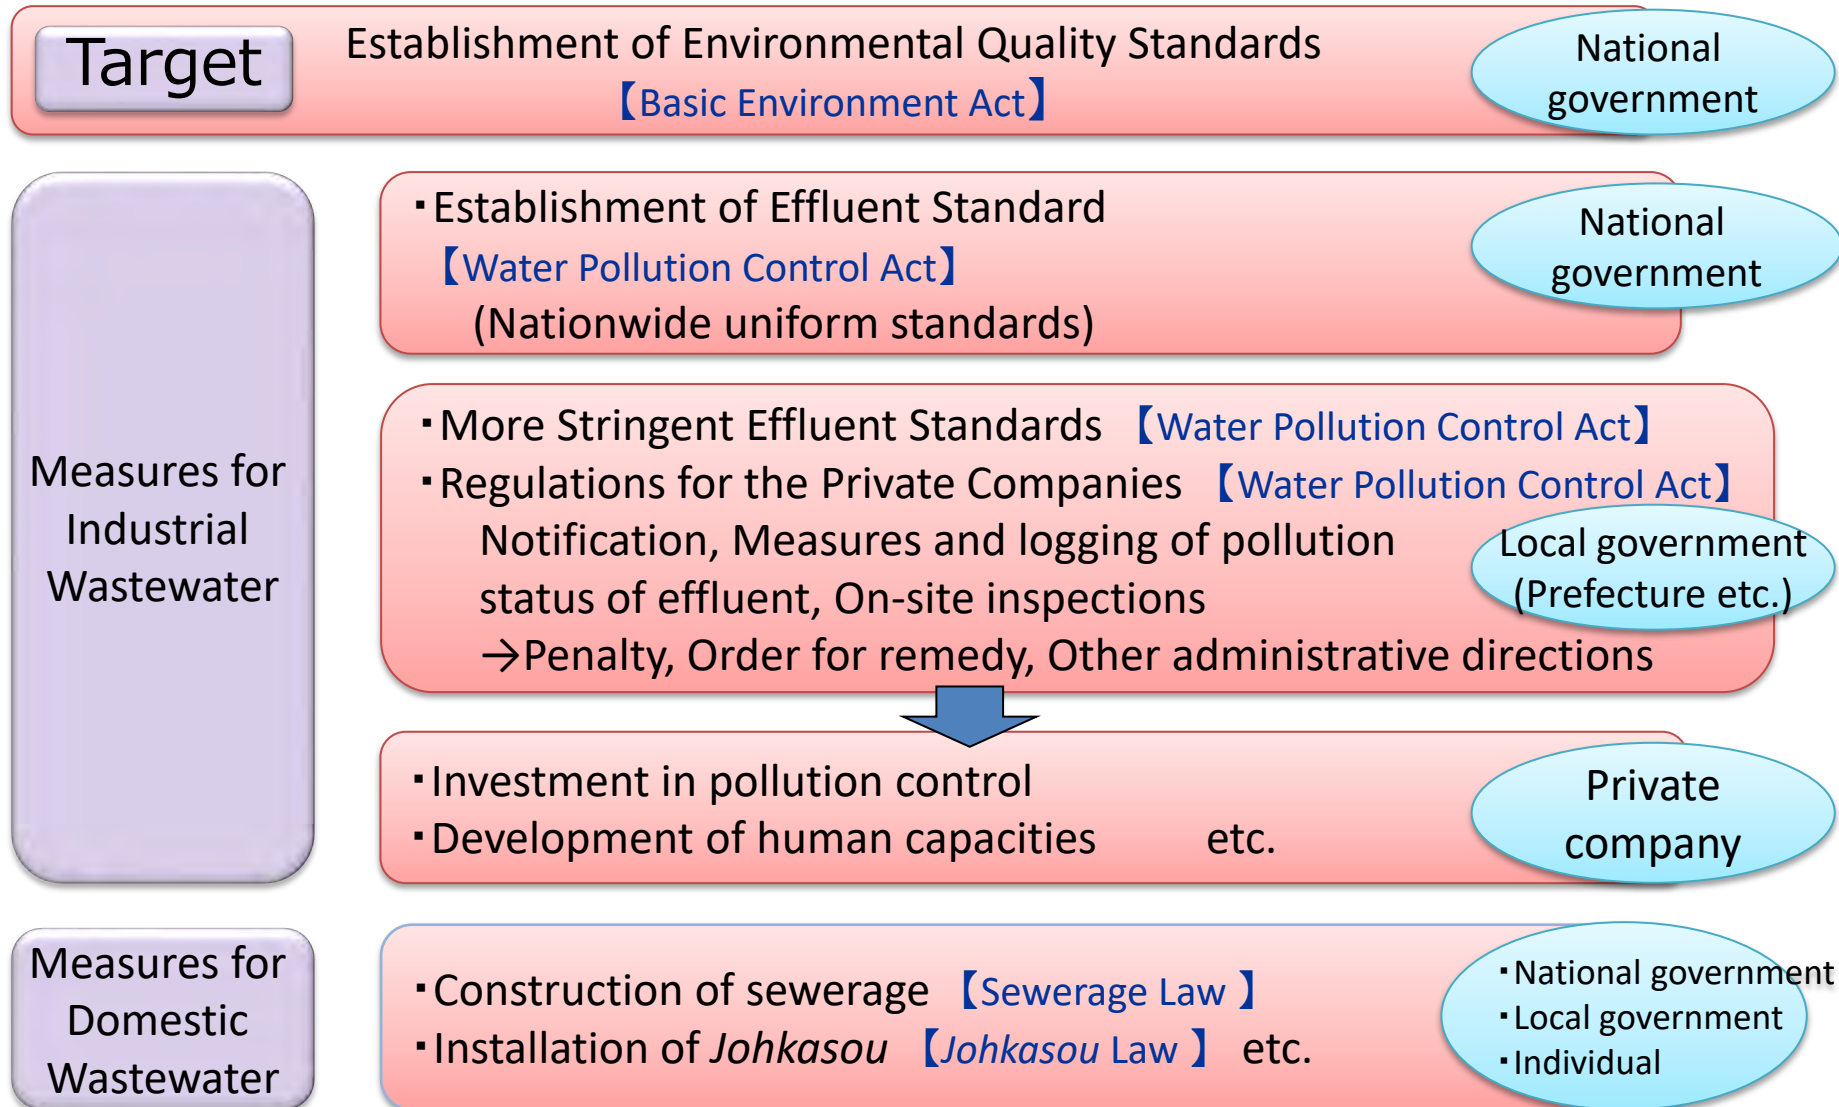 Target
Establishment of Environmental Quality Standards
【Basic Environment Act】
National
government
Measures for
Industrial
Wastewater
・Establishment of Effluent Standard
【Water Pollution Control Act】
(Nationwide uniform standards)
National
government
・More Stringent Effluent Standards 【Water Pollution Control Act】
・Regulations for the Private Companies 【Water Pollution Control Act】
Notification, Measures and logging of pollution
status of effluent, On-site inspections
→Penalty, Order for remedy, Other administrative directions
Local government
(Prefecture etc.)
・Investment in pollution control
・Development of human capacities etc.
Private
company
Measures for
Domestic
Wastewater
・Construction of sewerage 【Sewerage Law 】
・Installation of Johkasou 【Johkasou Law 】 etc.
・National government
・Local government
・Individual